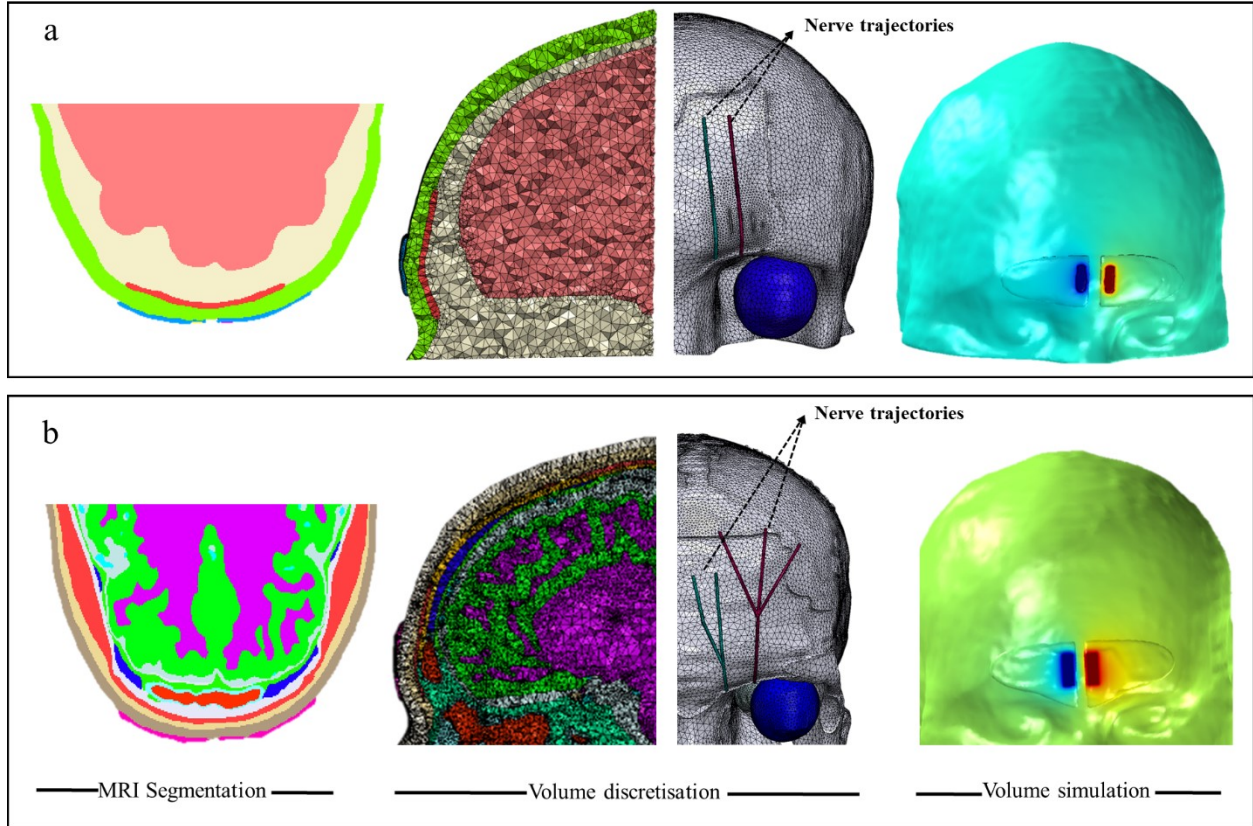 a
Nerve trajectories
b
Nerve trajectories
MRI Segmentation
Volume discretisation
Volume simulation